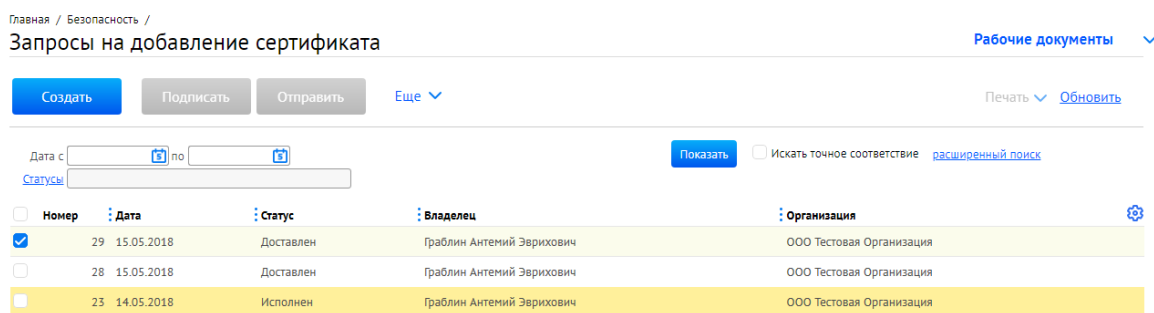 Главная / Безопасность /
Запросы на добавление сертификата
Рабочие документы
Создать Подписать Отправить Еще Печать Обновить
Дата с 5 по 5 Показать Искать точное соответствие расширенный поиск
Статусы
Номер Дата Статус Владелец Организация
29 15.05.2018 Доставлен Граблин Антемий Эврихович ООО Тестовая Организация
28 15.05.2018 Доставлен Граблин Антемий Эврихович ООО Тестовая Организация
23 14.05.2018 Исполнен Граблин Антемий Эврихович ООО Тестовая Организация